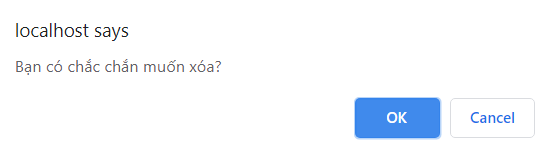 localhost says
Bạn có chắc chắn muốn xóa?
OK
Cancel